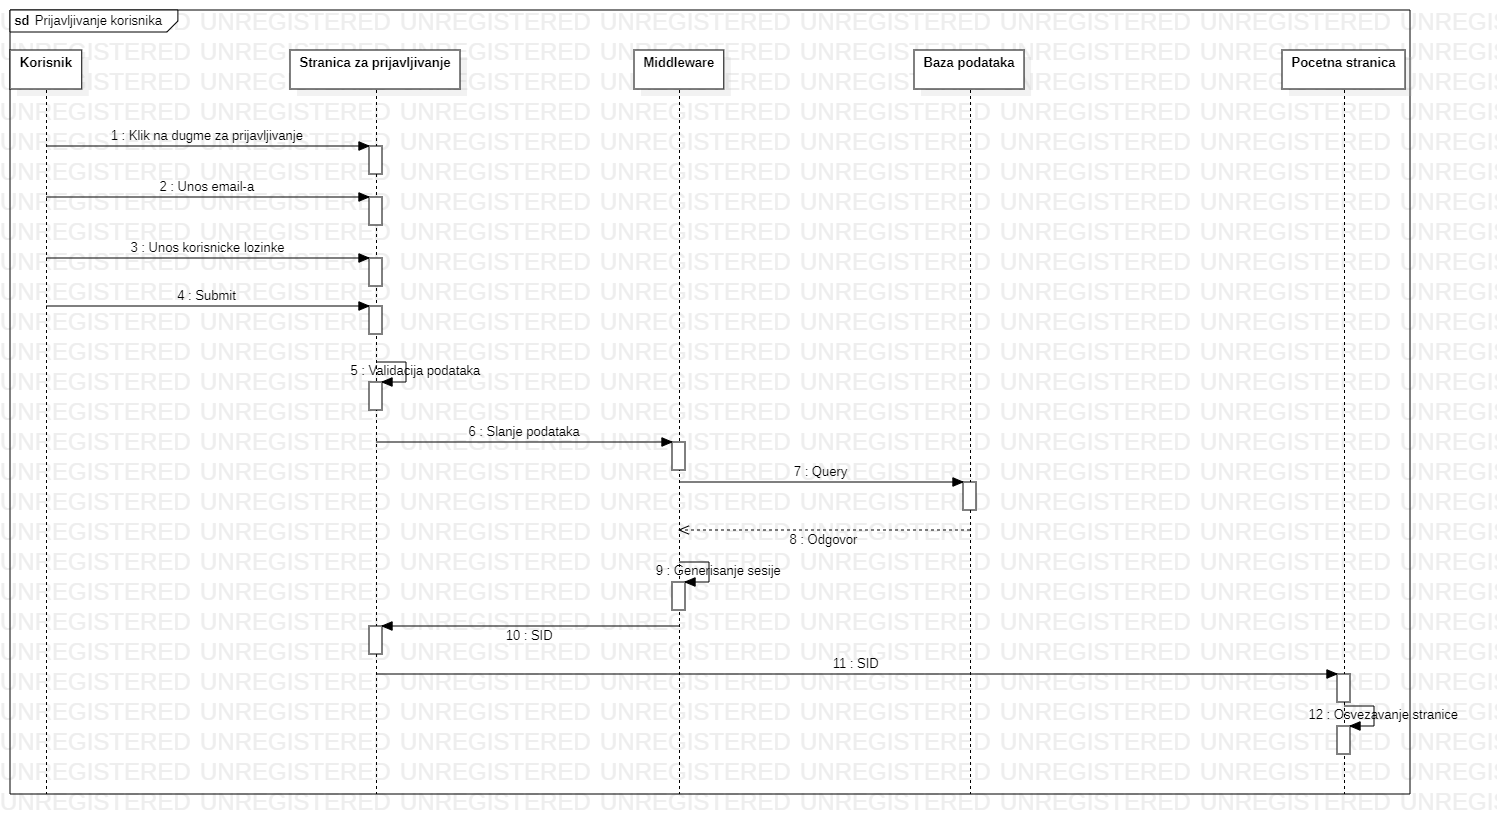 sd Prijavljivanje korisnika
Korisnik
Stranica za prijavljivanje
Middleware
Baza podataka
Pocetna stranica
1 : Klik na dugme za prijavljivanje
2 : Unos email-a
3 : Unos korisnicke lozinke
4 : Submit
5 : Validacija podataka
6 : Slanje podataka
7 : Query
8 : Odgovor
9 : Generisanje sesije
10 : SID
11 : SID
12 : Osvezavanje stranice
UNREGISTERED